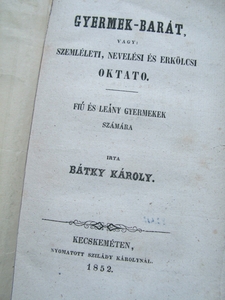 GYERMEK-BARÁT,
VAGY:
SZEMLÉLETI, NEVELÉSI ÉS ERKÖLCSI
OKTATO.
FIÚ ÉS LEÁNY GYERMEKEK
SZÁMÁRA
IRTA
BÁTKY KÁROLY.
KECSKEMÉTEN,
NYOMATOTT SZILÁDY KÁROLYNÁL.
1852.